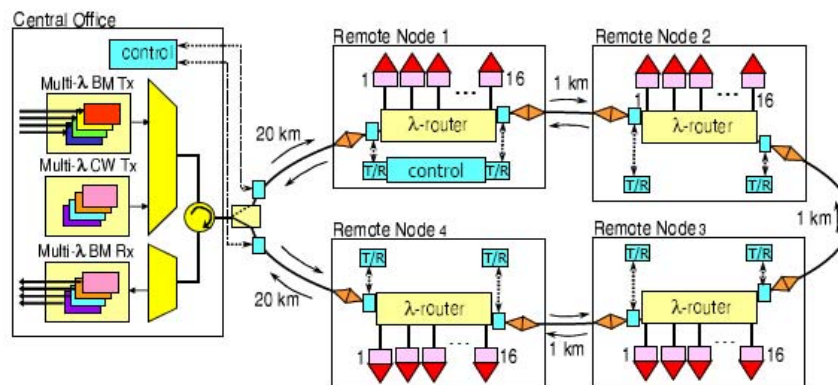 Central Office
control
Multi-λ BM Tx
Multi-λ CW Tx
Multi-λ BM Rx
20 km
20 km
Remote Node 1
1
...
16
λ-router
T/R
control
T/R
1 km
Remote Node 2
1
...
16
λ-router
T/R
T/R
1 km
Remote Node 4
T/R
T/R
λ-router
1
...
16
1 km
Remote Node 3
T/R
T/R
λ-router
1
...
16